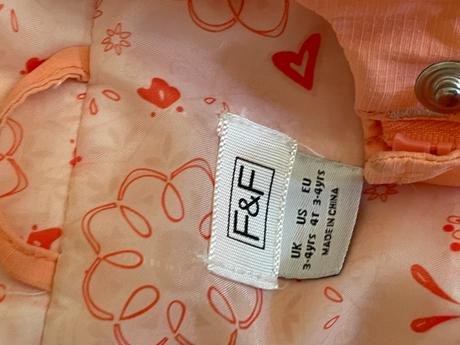 F&F
UK US EU
3-4yrs 4T 3-4yrs
MADE IN CHINA